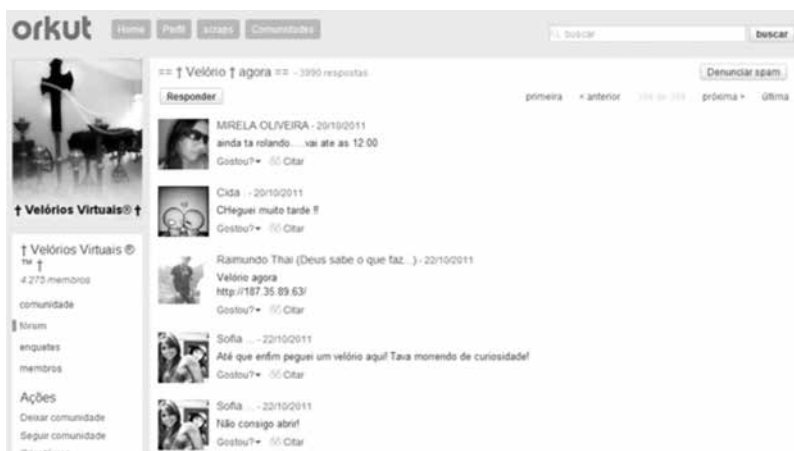 orkut Home Perfil scraps Comunidades buscar buscar
== † Velório † agora == - 3990 respostas Denunciar spam
Responder primeira < anterior próxima > última
MIRELA OLIVEIRA - 20/10/2011
ainda ta rolando.....vai ate as 12:00
Gostou? Citar
Cida . - 20/10/2011
CHeguei muito tarde !!
Gostou? Citar
Raimundo Thai (Deus sabe o que faz...) - 22/10/2011
Velório agora
http://187.35.89.63/
Gostou? Citar
Sofia ... - 22/10/2011
Até que enfim peguei um velório aqui! Tava morrendo de curiosidade!
Gostou? Citar
Sofia ... - 22/10/2011
Não consigo abrir!
Gostou? Citar
† Velórios Virtuais® †
† Velórios Virtuais ®
™ †
4.275 membros
comunidade
fórum
enquetes
membros
Ações
Deixar comunidade
Seguir comunidade